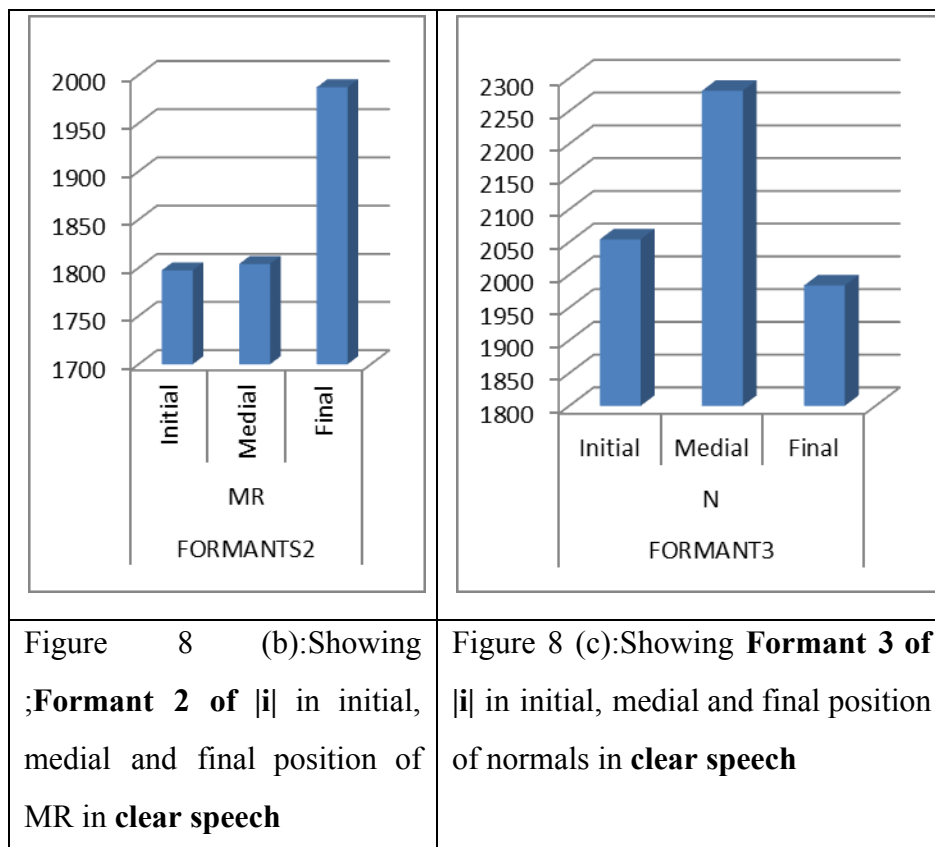 2000
1950
1900
1850
1800
1750
1700
Initial
Medial
Final
MR
FORMANTS2
2300
2250
2200
2150
2100
2050
2000
1950
1900
1850
1800
Initial Medial Final
N
FORMANT3
Figure 8 (b):Showing
;Formant 2 of |i| in initial,
medial and final position of
MR in clear speech
Figure 8 (c):Showing Formant 3 of
|i| in initial, medial and final position
of normals in clear speech